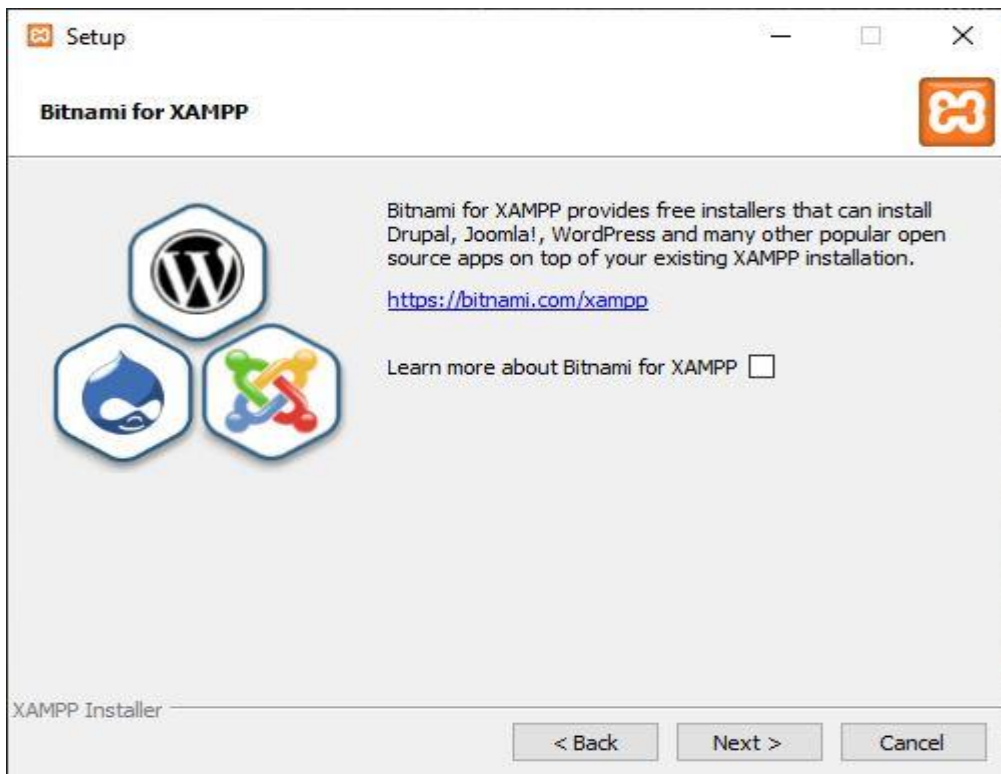 Setup
Bitnami for XAMPP
Bitnami for XAMPP provides free installers that can install
Drupal, Joomla!, WordPress and many other popular open
source apps on top of your existing XAMPP installation.
https://bitnami.com/xampp
Learn more about Bitnami for XAMPP
XAMPP Installer
< Back
Next >
Cancel